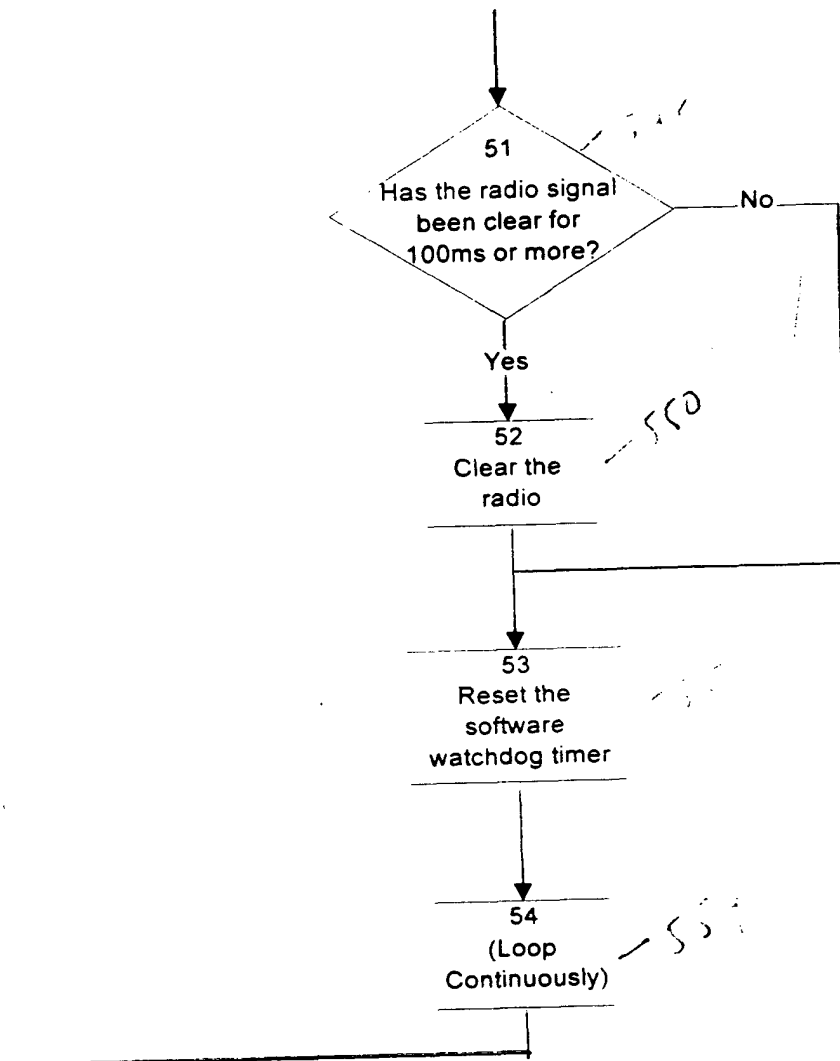 51
Has the radio signal
been clear for
100ms or more?
No
Yes
52
Clear the
radio
550
53
Reset the
software
watchdog timer
54
(Loop
Continuously)